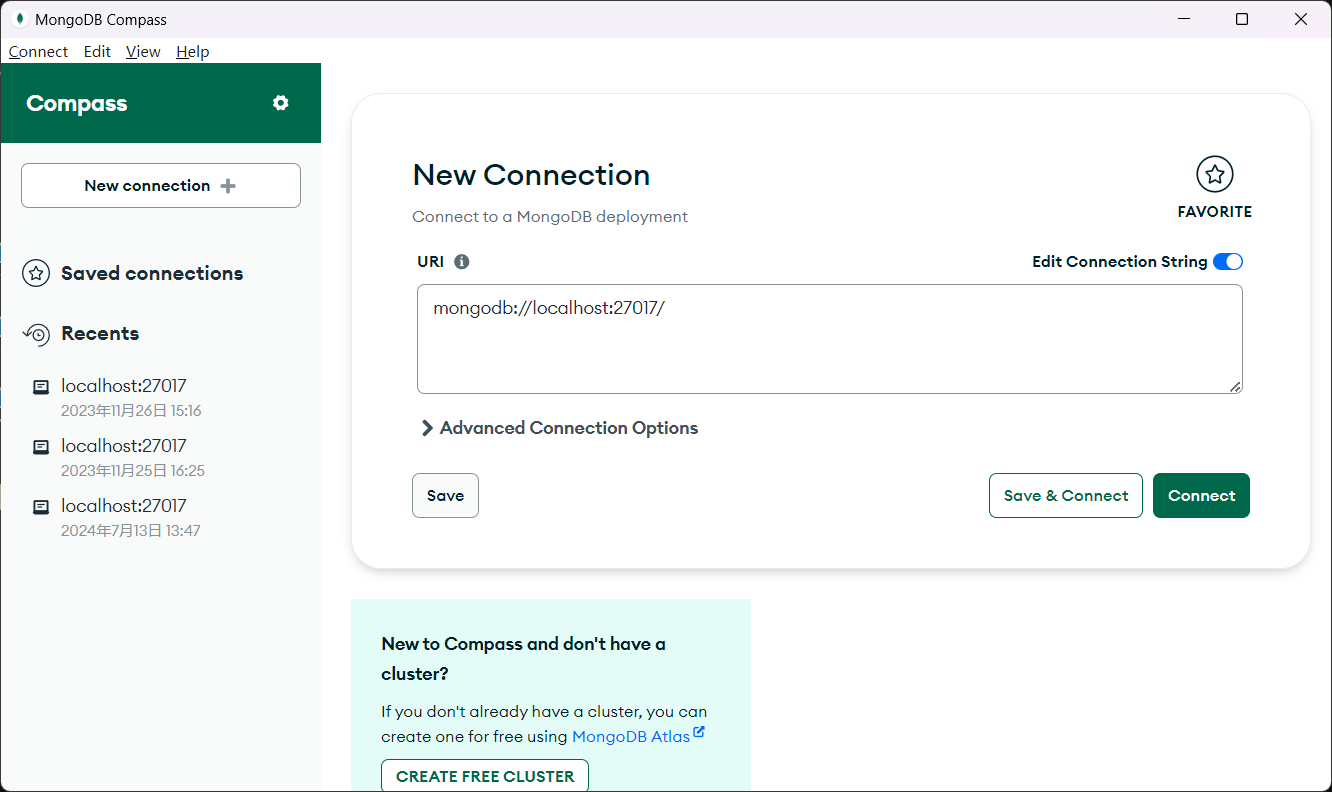 MongoDB Compass
Connect Edit View Help
Compass
New connection
Saved connections
Recents
localhost:27017
2023年11月26日 15:16
localhost:27017
2023年11月25日 16:25
localhost:27017
2024年7月13日 13:47
New Connection
Connect to a MongoDB deployment
FAVORITE
URI
Edit Connection String
mongodb://localhost:27017/
Advanced Connection Options
Save
Save & Connect
Connect
New to Compass and don't have a
cluster?
If you don't already have a cluster, you can
create one for free using MongoDB Atlas
CREATE FREE CLUSTER